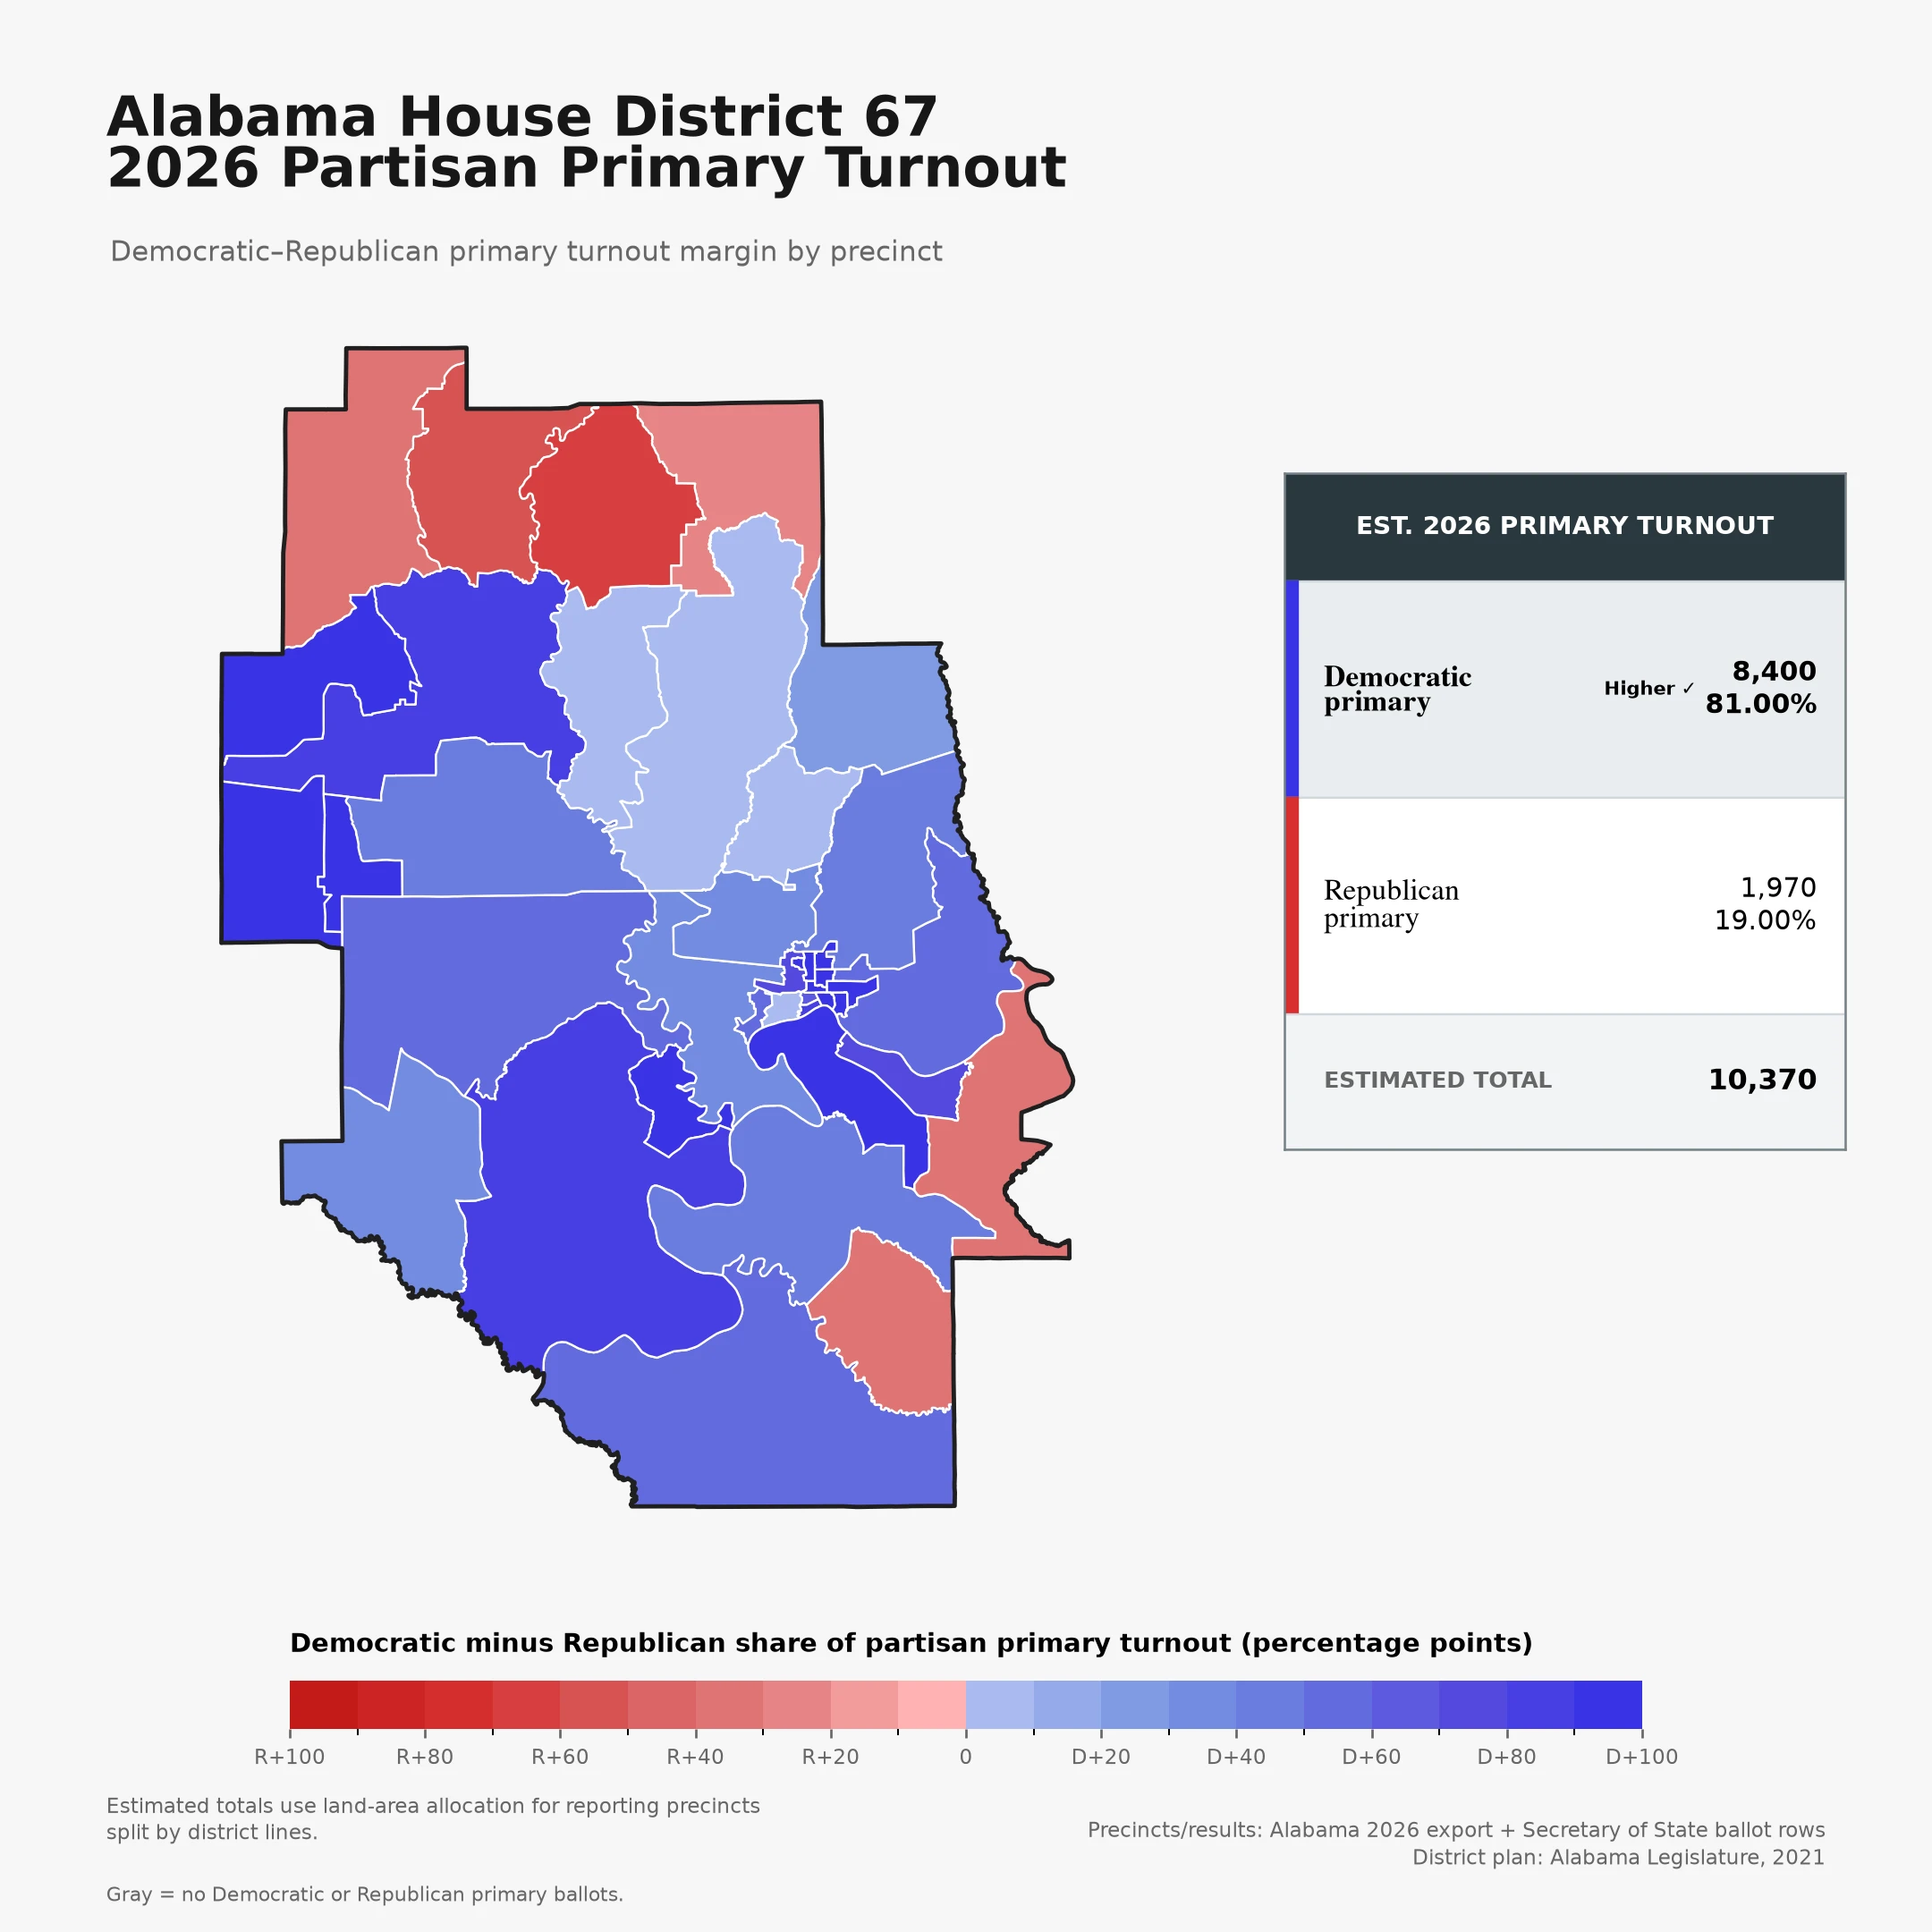 Alabama House District 67
2026 Partisan Primary Turnout
Democratic–Republican primary turnout margin by precinct
EST. 2026 PRIMARY TURNOUT
Democratic
primary
Higher ✓
8,400
81.00%
Republican
primary
1,970
19.00%
ESTIMATED TOTAL
10,370
Democratic minus Republican share of partisan primary turnout (percentage points)
R+100 R+80 R+60 R+40 R+20 0 D+20 D+40 D+60 D+80 D+100
Estimated totals use land-area allocation for reporting precincts
split by district lines.
Gray = no Democratic or Republican primary ballots.
Precincts/results: Alabama 2026 export + Secretary of State ballot rows
District plan: Alabama Legislature, 2021